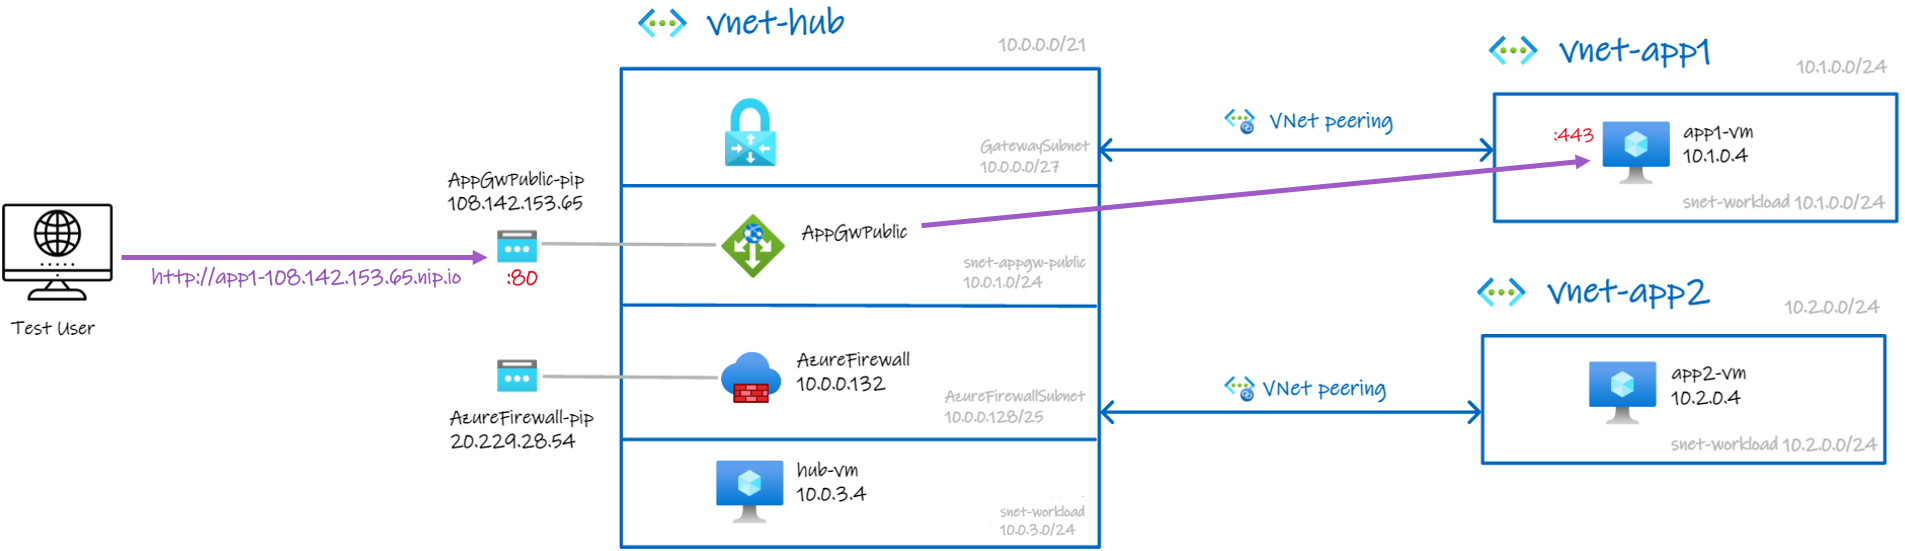 vnet-hub
10.0.0.0/21
GatewaySubnet
10.0.0.0/27
AppGwPublic-pip
108.142.153.65
:80
http://app1-108.142.153.65.nip.io
Test User
AppGwPublic
snet-appgw-public
10.0.1.0/24
AzureFirewall
10.0.0.132
AzureFirewallSubnet
10.0.0.128/25
AzureFirewall-pip
20.229.28.54
hub-vm
10.0.3.4
snet-workload
10.0.3.0/24
VNet peering
vnet-app1
10.1.0.0/24
:443
app1-vm
10.1.0.4
snet-workload 10.1.0.0/24
VNet peering
vnet-app2
10.2.0.0/24
app2-vm
10.2.0.4
snet-workload 10.2.0.0/24